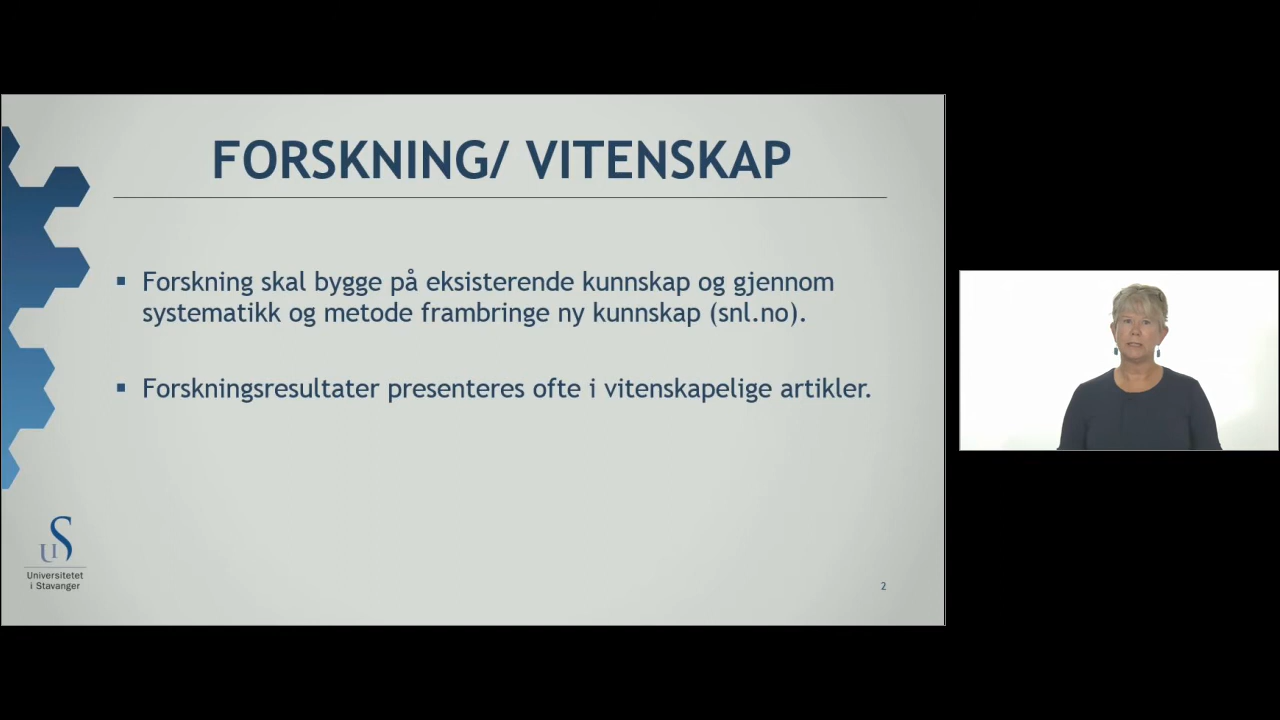 FORSKNING/ VITENSKAP
▪ Forskning skal bygge på eksisterende kunnskap og gjennom
systematikk og metode frambringe ny kunnskap (snl.no).
▪ Forskningsresultater presenteres ofte i vitenskapelige artikler.
uiS
Universitetet
i Stavanger
2